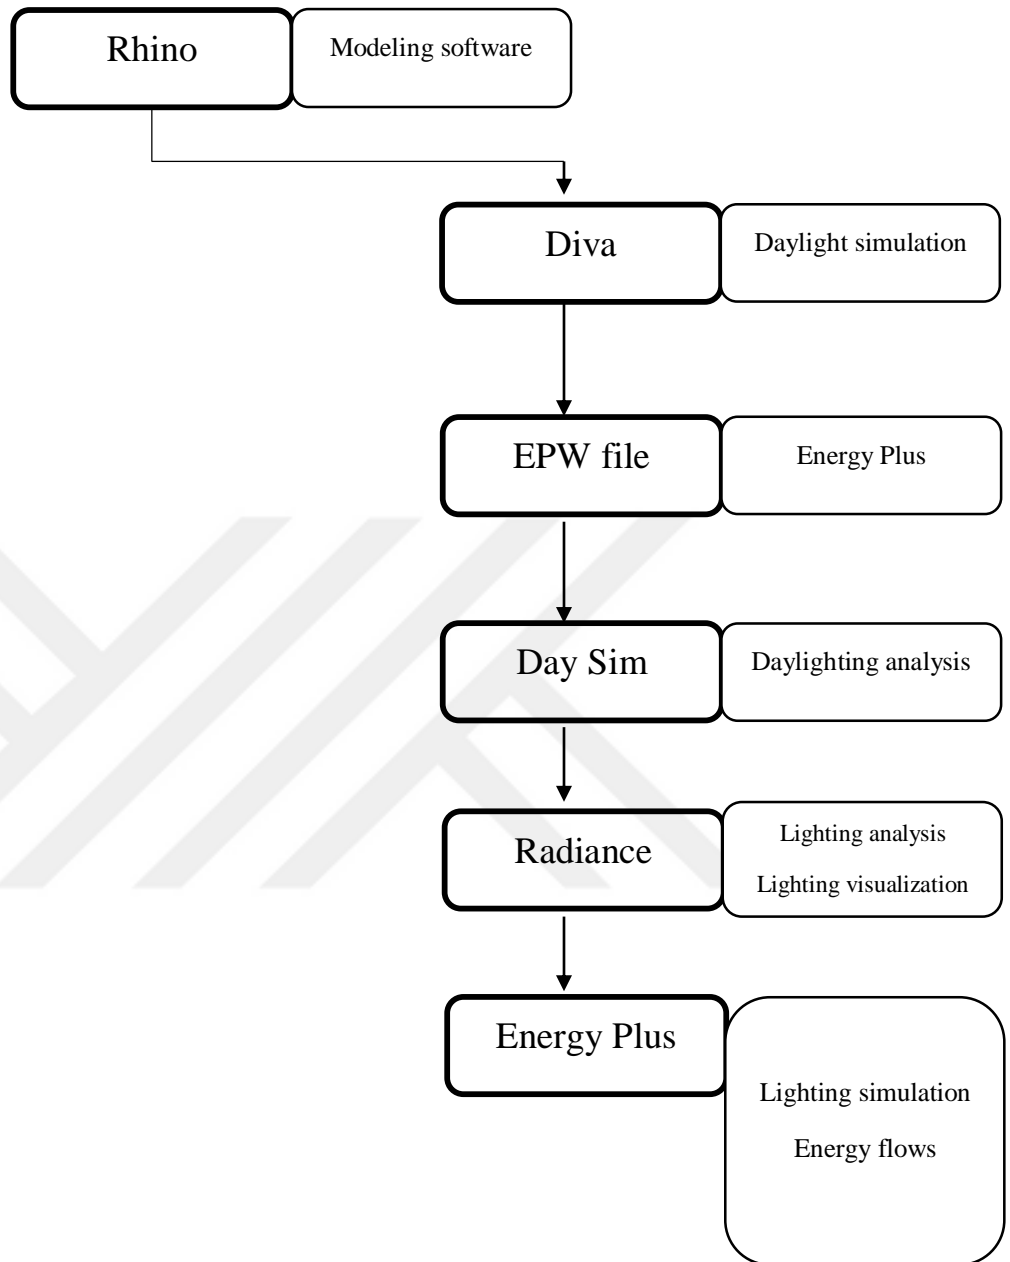 Rhino
Modeling software
Diva
Daylight simulation
EPW file
Energy Plus
Day Sim
Daylighting analysis
Radiance
Lighting analysis
Lighting visualization
Energy Plus
Lighting simulation
Energy flows